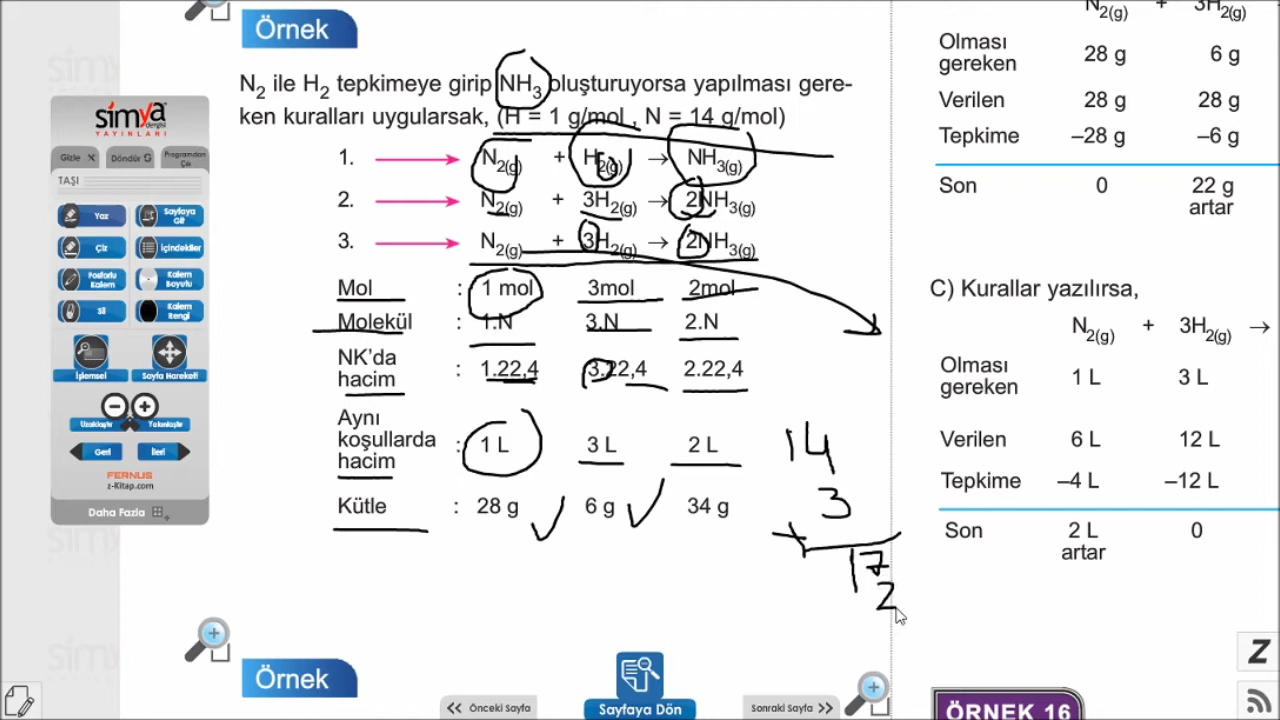 Örnek
N2 ile H2 tepkimeye girip NH3 oluşturuyorsa yapılması gere-
ken kuralları uygularsak, (H = 1 g/mol , N = 14 g/mol)
1. N2(g) + H2(g) → NH3(g)
2. N2(g) + 3H2(g) → 2NH3(g)
3. N2(g) + 3H2(g) → 2NH3(g)
Mol : 1 mol 3mol 2mol
Molekül : 1.N 3.N 2.N
NK'da
hacim : 1.22,4 3.22,4 2.22,4
Aynı
koşullarda : 1 L 3 L 2 L
hacim
Kütle : 28 g 6 g 34 g
14
3
+
17
2
N2(g) + 3H2(g)
Olması
gereken 28 g 6 g
Verilen 28 g 28 g
Tepkime –28 g –6 g
Son 0 22 g
artar
C) Kurallar yazılırsa,
N2(g) + 3H2(g) →
Olması
gereken 1 L 3 L
Verilen 6 L 12 L
Tepkime –4 L –12 L
Son 2 L 0
artar
ÖRNEK 16
Örnek
simya
dergisi
YAYINLARI
Gizle X
Döndür
Programdan
Çık
TAŞI
Yaz
Sayfaya
Git
Çiz
İçindekiler
Fosforlu
Kalem
Kalem
Boyutu
Sil
Kalem
Rengi
İşlemsel
Sayfa Hareketi
Uzaklaştır
Yakınlaştır
Geri
İleri
FERNUS
z-Kitap.com
Daha Fazla
<< Önceki Sayfa
Sayfaya Dön
Sonraki Sayfa >>
Z